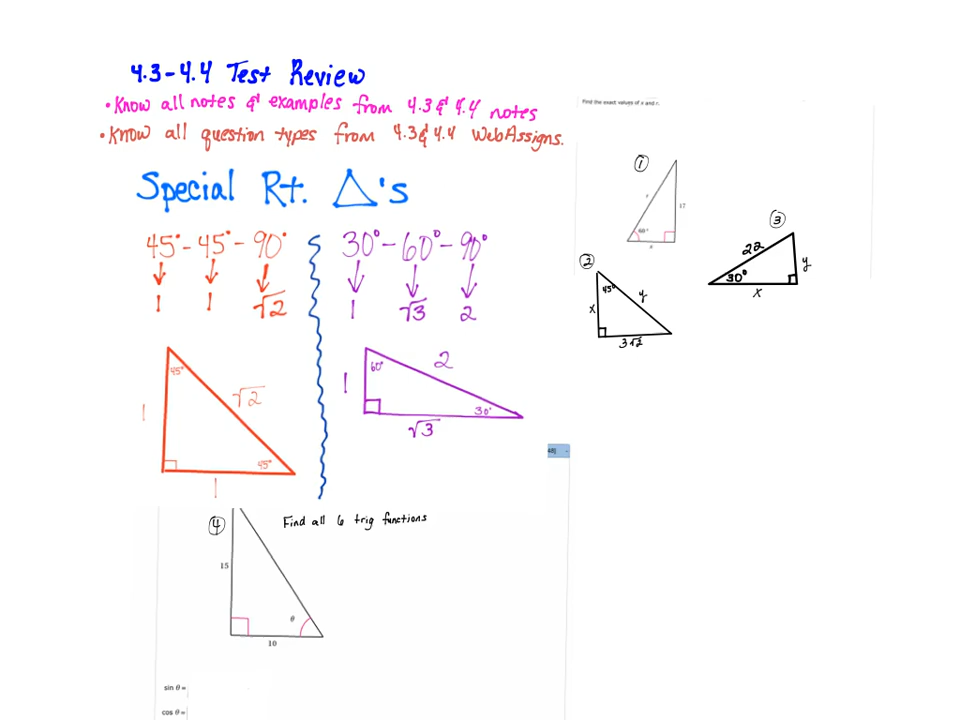 4.3-4.4 Test Review
• Know all notes & examples from 4.3 & 4.4 notes
• Know all question types from 4.3 & 4.4 WebAssigns.
Special Rt. △'s
45°-45°-90°
↓ ↓ ↓
1 1 √2
45°
√2
1
45°
1
30°-60°-90°
↓ ↓ ↓
1 √3 2
60°
2
1
30°
√3
Find the exact values of x and r.
①
r
17
60°
x
②
45°
y
x
3√2
③
22
30°
y
x
④ Find all 6 trig functions
15
θ
10
sin θ =
cos θ =